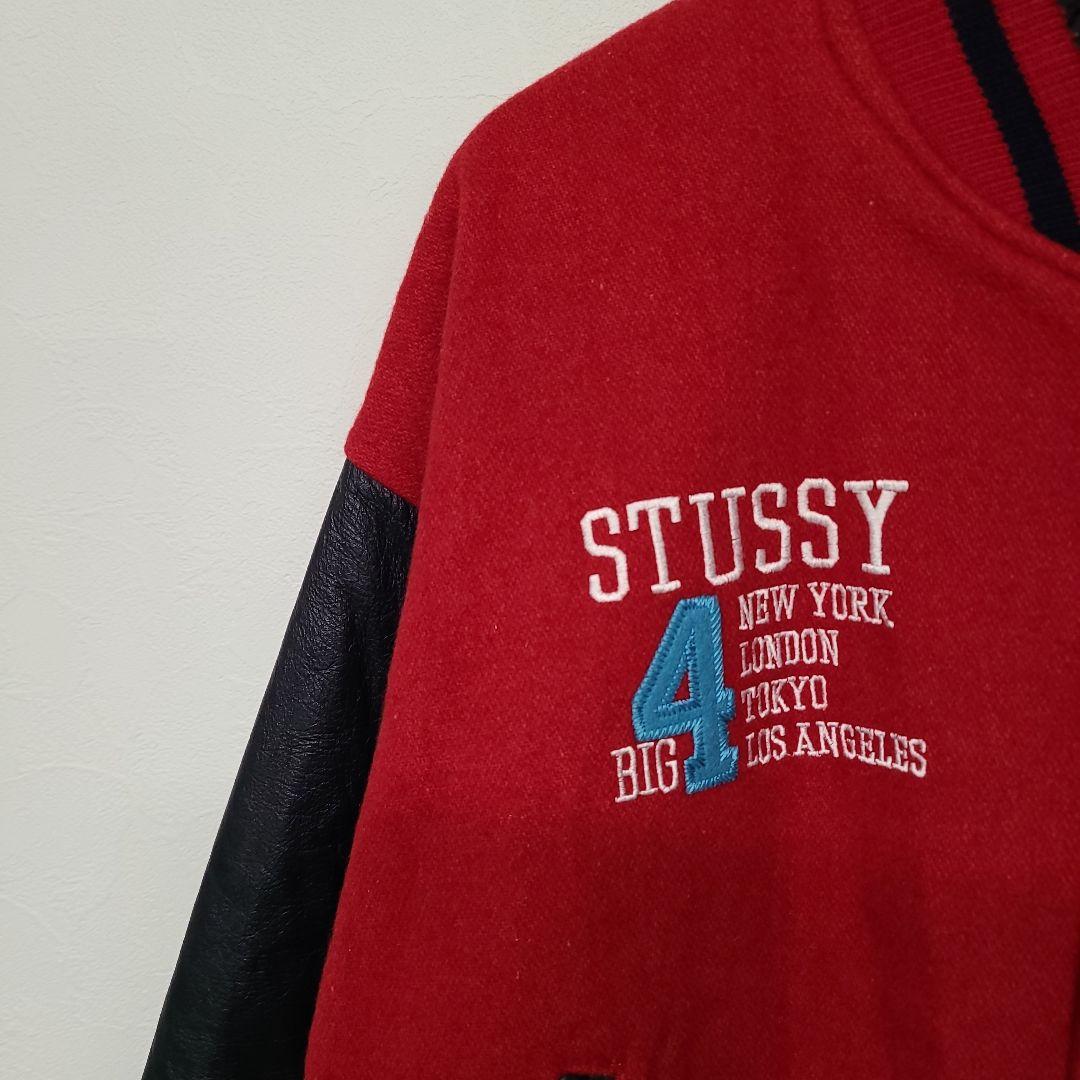 STUSSY
BIG 4
NEW YORK
LONDON
TOKYO
LOS ANGELES